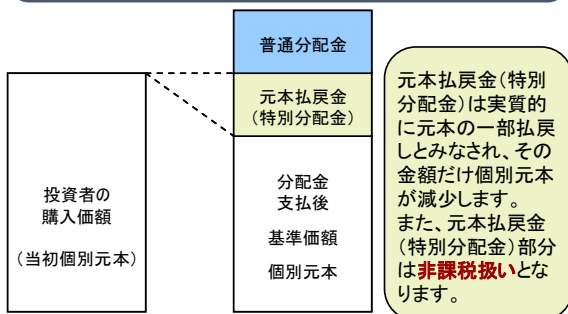 普通分配金
元本払戻金
（特別分配金）
投資者の
購入価額
（当初個別元本）
分配金
支払後
基準価額
個別元本
元本払戻金（特別
分配金）は実質的
に元本の一部払戻
しとみなされ、その
金額だけ個別元本
が減少します。
また、元本払戻金
（特別分配金）部分
は非課税扱いとな
ります。